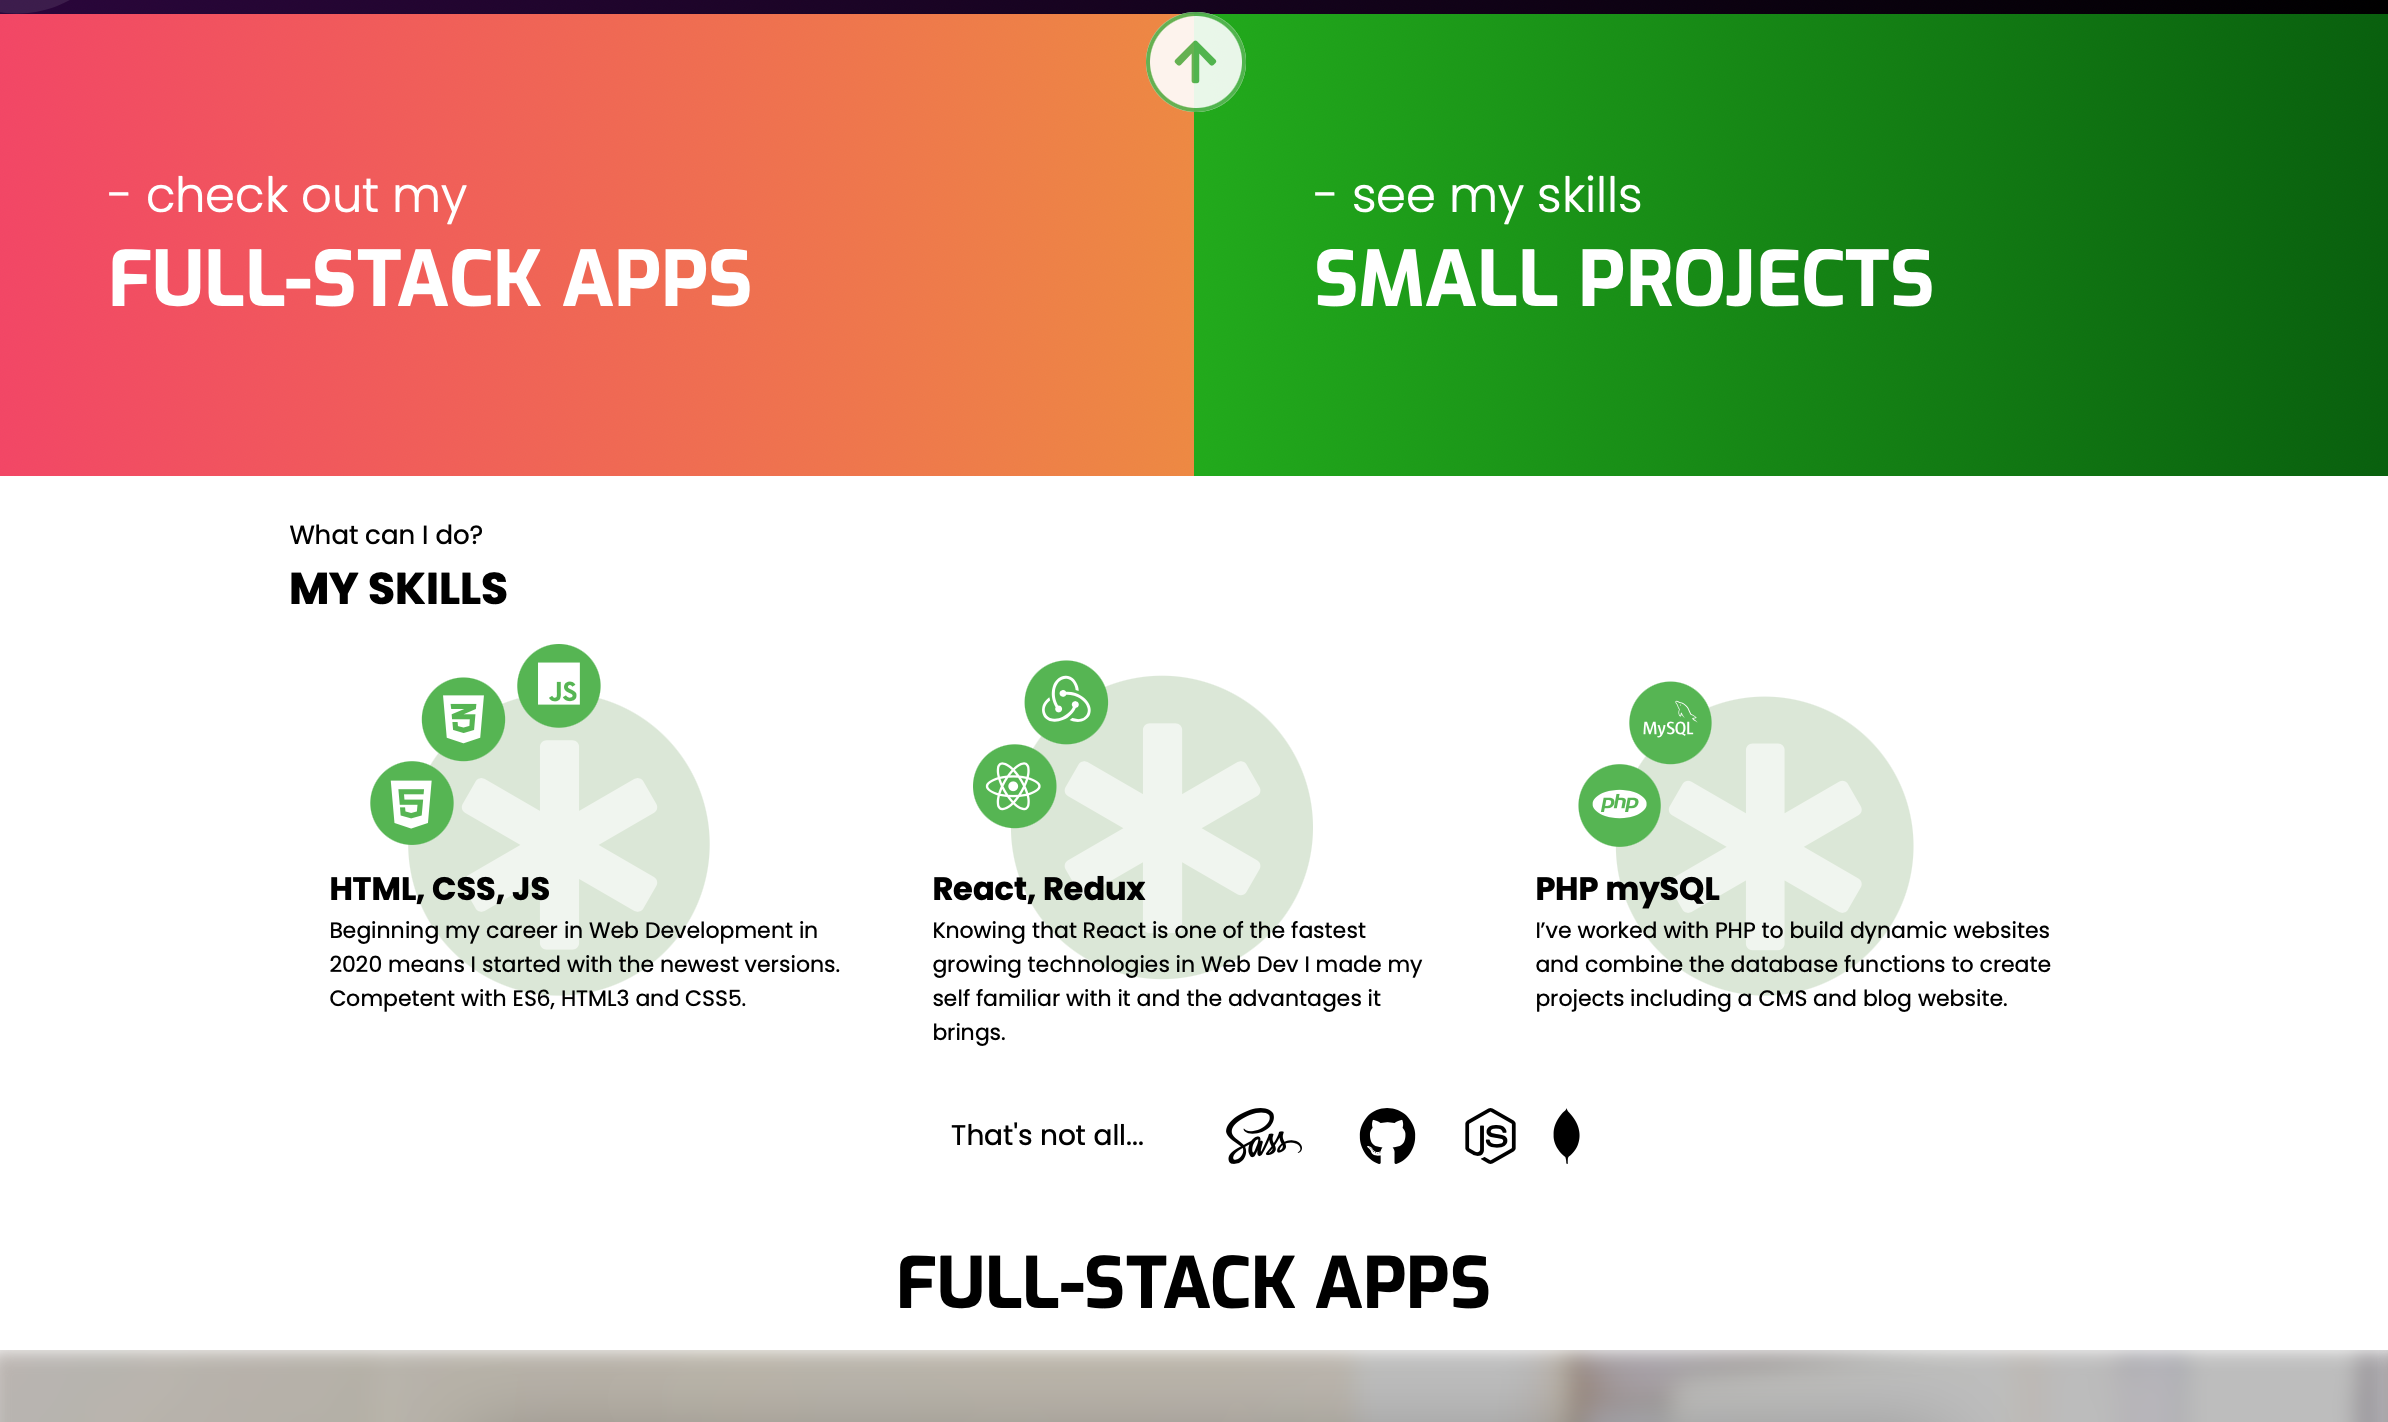 - check out my
FULL-STACK APPS
- see my skills
SMALL PROJECTS
What can I do?
MY SKILLS
JS
3
5
HTML, CSS, JS
Beginning my career in Web Development in
2020 means I started with the newest versions.
Competent with ES6, HTML3 and CSS5.
React, Redux
Knowing that React is one of the fastest
growing technologies in Web Dev I made my
self familiar with it and the advantages it
brings.
MySQL
php
PHP mySQL
I’ve worked with PHP to build dynamic websites
and combine the database functions to create
projects including a CMS and blog website.
That's not all...
Sass
JS
FULL-STACK APPS